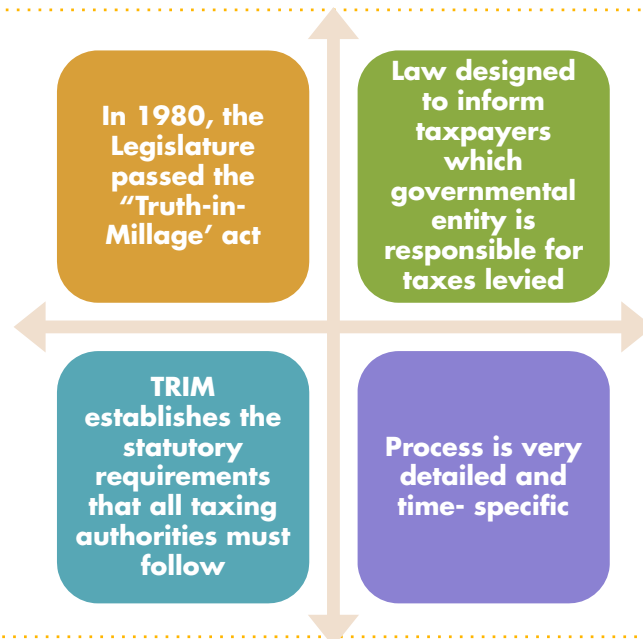 In 1980, the
Legislature
passed the
“Truth-in-
Millage’ act
Law designed
to inform
taxpayers
which
governmental
entity is
responsible for
taxes levied
TRIM
establishes the
statutory
requirements
that all taxing
authorities must
follow
Process is very
detailed and
time- specific